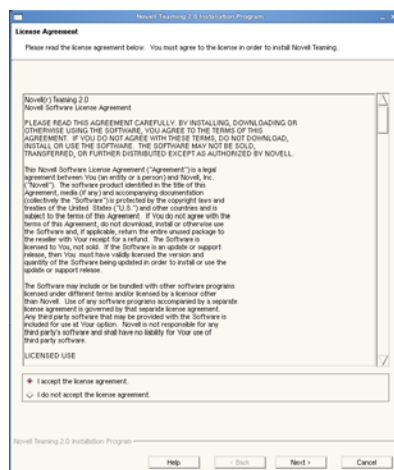 Novell Teaming 2.0 Installation Program
License Agreement
Please read the license agreement below. You must agree to the license in order to install Novell Teaming.
Novell(r) Teaming 2.0
Novell Software License Agreement
PLEASE READ THIS AGREEMENT CAREFULLY. BY INSTALLING, DOWNLOADING OR
OTHERWISE USING THE SOFTWARE, YOU AGREE TO THE TERMS OF THIS
AGREEMENT. IF YOU DO NOT AGREE WITH THESE TERMS, DO NOT DOWNLOAD,
INSTALL OR USE THE SOFTWARE. THE SOFTWARE MAY NOT BE SOLD,
TRANSFERRED, OR FURTHER DISTRIBUTED EXCEPT AS AUTHORIZED BY NOVELL.
This Novell Software License Agreement ("Agreement") is a legal
agreement between You (an entity or a person) and Novell, Inc.
("Novell"). The software product identified in the title of this
Agreement, media (if any) and accompanying documentation
(collectively the "Software") is protected by the copyright laws and
treaties of the United States ("U.S.") and other countries and is
subject to the terms of this Agreement. If You do not agree with the
terms of this Agreement, do not download, install or otherwise use
the Software and, if applicable, return the entire unused package to
the reseller with Your receipt for a refund. The Software is
licensed to You, not sold. If the Software is an update or support
release, then You must have validly licensed the version and
quantity of the Software being updated in order to install or use the
update or support release.
The Software may include or be bundled with other software programs
licensed under different terms and/or licensed by a licensor other
than Novell. Use of any software programs accompanied by a separate
license agreement is governed by that separate license agreement.
Any third party software that may be provided with the Software is
included for use at Your option. Novell is not responsible for any
third party's software and shall have no liability for Your use of
third party software.
LICENSED USE
I accept the license agreement.
I do not accept the license agreement.
Novell Teaming 2.0 Installation Program
Help
< Back
Next >
Cancel